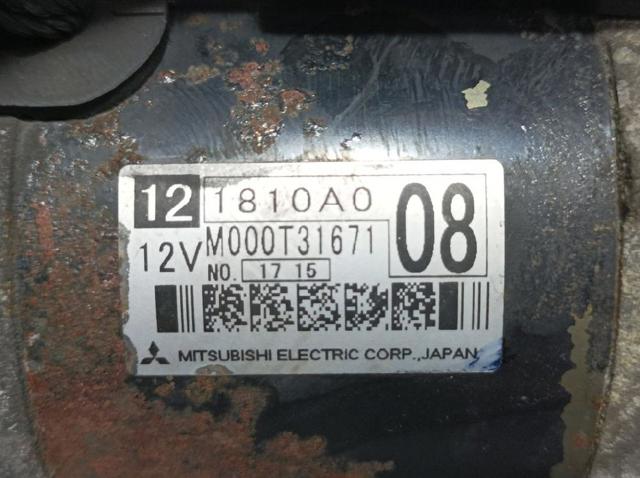 12 1810A0 08
12V M000T31671
NO. 17 15
MITSUBISHI ELECTRIC CORP.,JAPAN